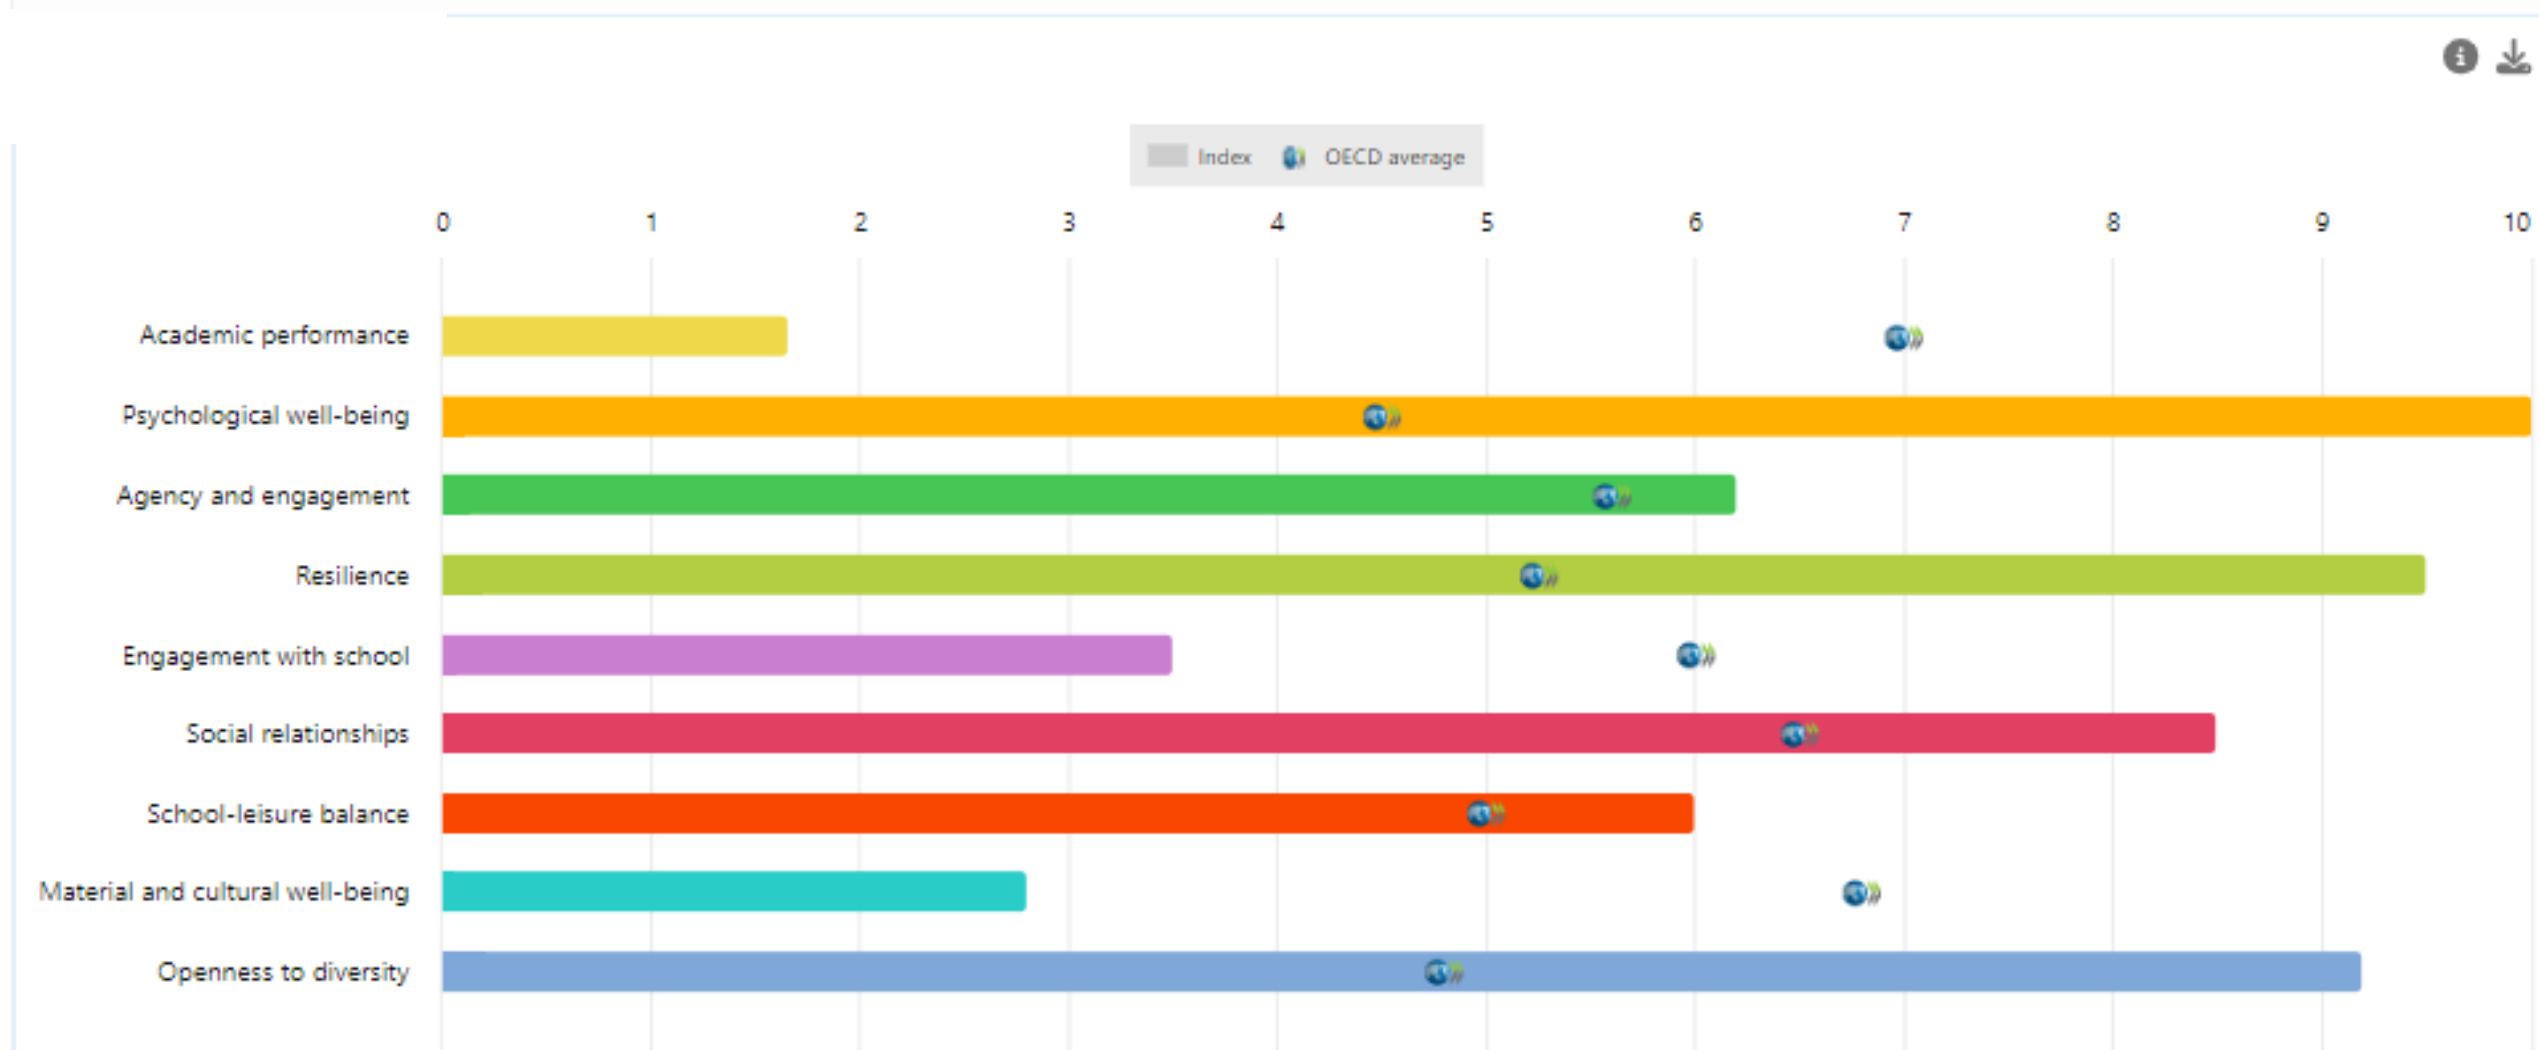 Index OECD average
0 1 2 3 4 5 6 7 8 9 10
Academic performance
Psychological well-being
Agency and engagement
Resilience
Engagement with school
Social relationships
School-leisure balance
Material and cultural well-being
Openness to diversity